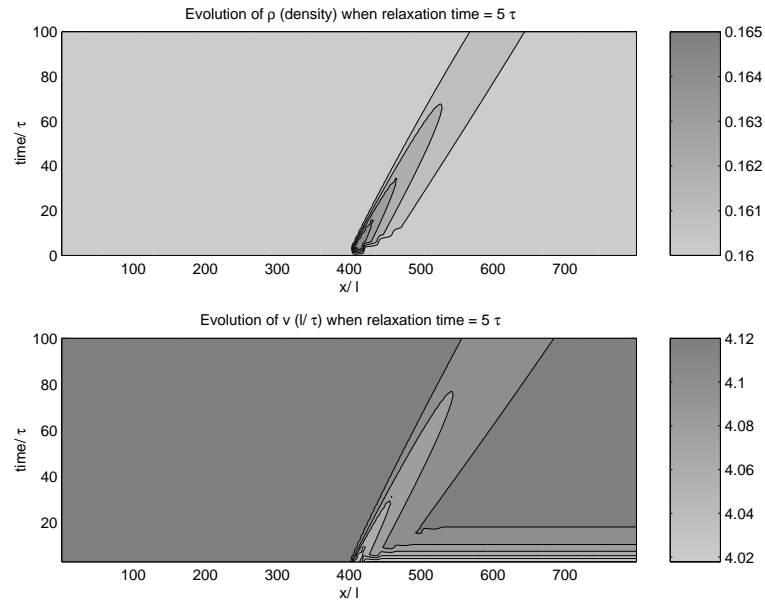 Evolution of ρ (density) when relaxation time = 5 τ
100
80
60
40
20
0
time/ τ
100 200 300 400 500 600 700
x/ l
0.165
0.164
0.163
0.162
0.161
0.16
Evolution of v (l/ τ) when relaxation time = 5 τ
100
80
60
40
20
time/ τ
100 200 300 400 500 600 700
x/ l
4.12
4.1
4.08
4.06
4.04
4.02